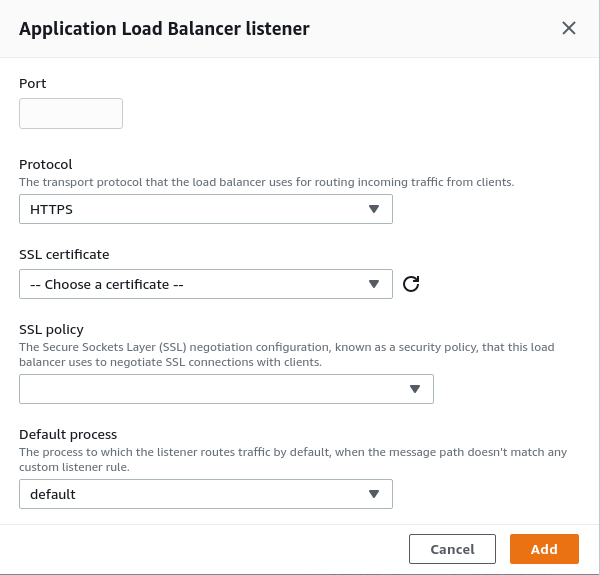 Application Load Balancer listener
Port
Protocol
The transport protocol that the load balancer uses for routing incoming traffic from clients.
HTTPS
SSL certificate
-- Choose a certificate --
SSL policy
The Secure Sockets Layer (SSL) negotiation configuration, known as a security policy, that this load
balancer uses to negotiate SSL connections with clients.
Default process
The process to which the listener routes traffic by default, when the message path doesn't match any
custom listener rule.
default
Cancel
Add